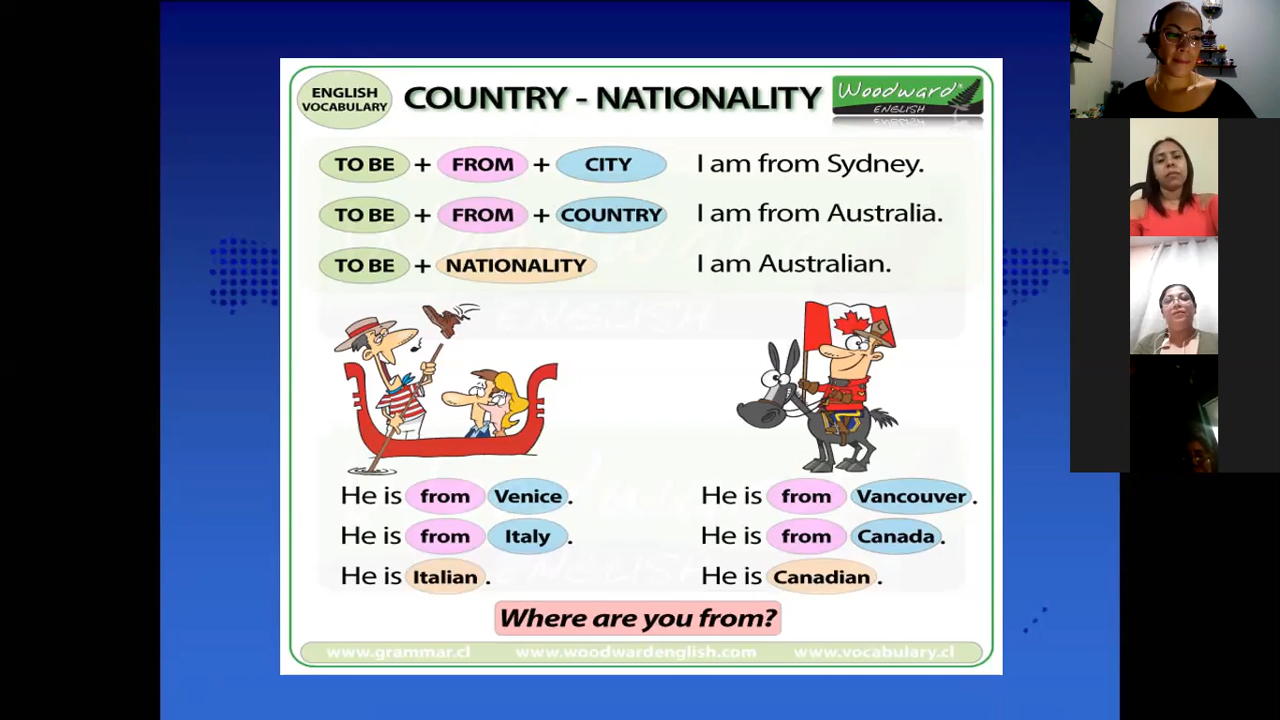 ENGLISH
VOCABULARY
COUNTRY - NATIONALITY
Woodward®
ENGLISH
TO BE + FROM + CITY I am from Sydney.
TO BE + FROM + COUNTRY I am from Australia.
TO BE + NATIONALITY I am Australian.
He is from Venice.
He is from Italy.
He is Italian.
He is from Vancouver.
He is from Canada.
He is Canadian.
Where are you from?
www.grammar.cl www.woodwardenglish.com www.vocabulary.cl